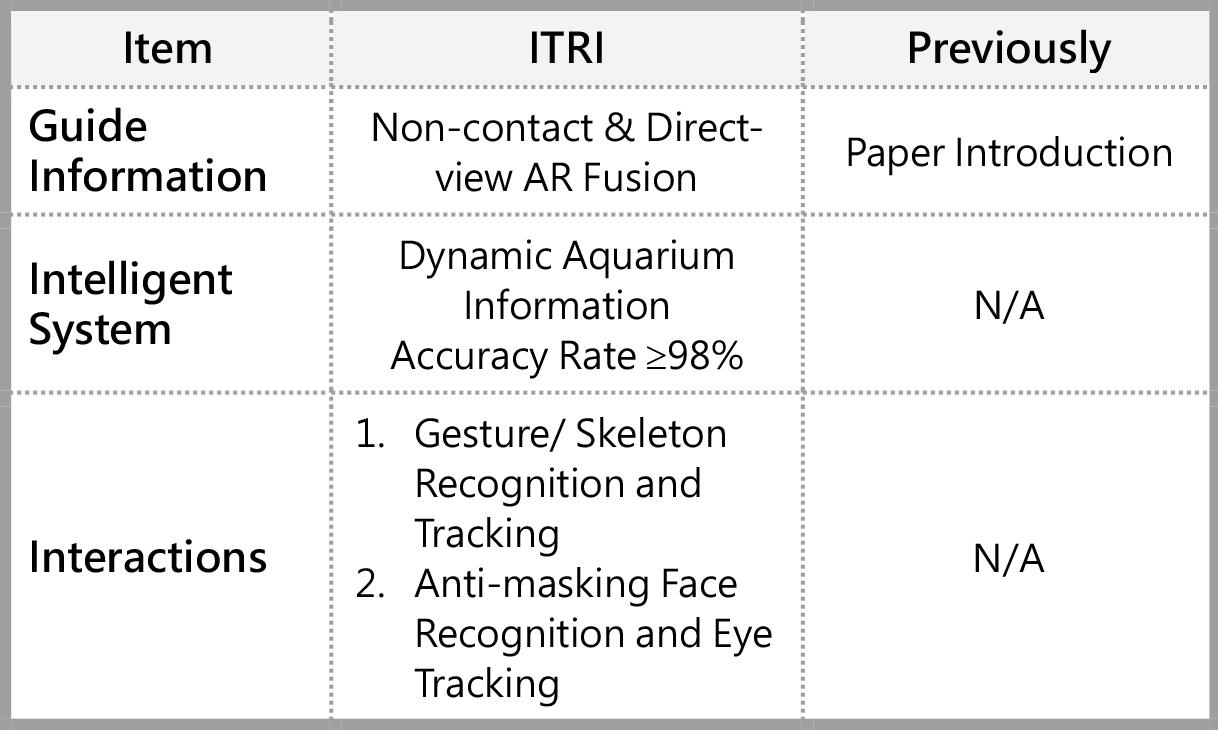 Item
ITRI
Previously
Guide
Information
Non-contact & Direct-
view AR Fusion
Paper Introduction
Intelligent
System
Dynamic Aquarium
Information
Accuracy Rate ≥98%
N/A
Interactions
1. Gesture/ Skeleton
Recognition and
Tracking
2. Anti-masking Face
Recognition and Eye
Tracking
N/A